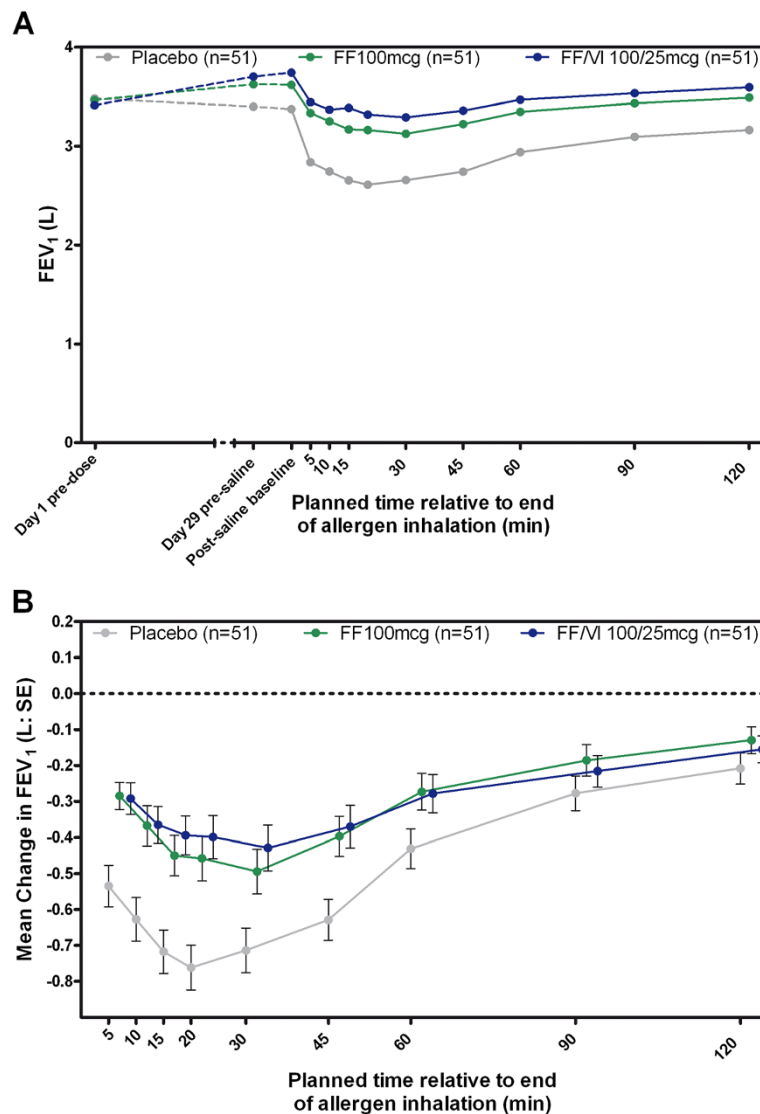 A
Placebo (n=51) FF100mcg (n=51) FF/VI 100/25mcg (n=51)
4
3
2
1
0
FEV1 (L)
Day 1 pre-dose
Day 29 pre-saline
Post-saline baseline
5
10
15
30
45
60
90
120
Planned time relative to end
of allergen inhalation (min)
B
Placebo (n=51) FF100mcg (n=51) FF/VI 100/25mcg (n=51)
0.2
0.1
0.0
-0.1
-0.2
-0.3
-0.4
-0.5
-0.6
-0.7
-0.8
Mean Change in FEV1 (L: SE)
5
10
15
20
30
45
60
90
120
Planned time relative to end
of allergen inhalation (min)